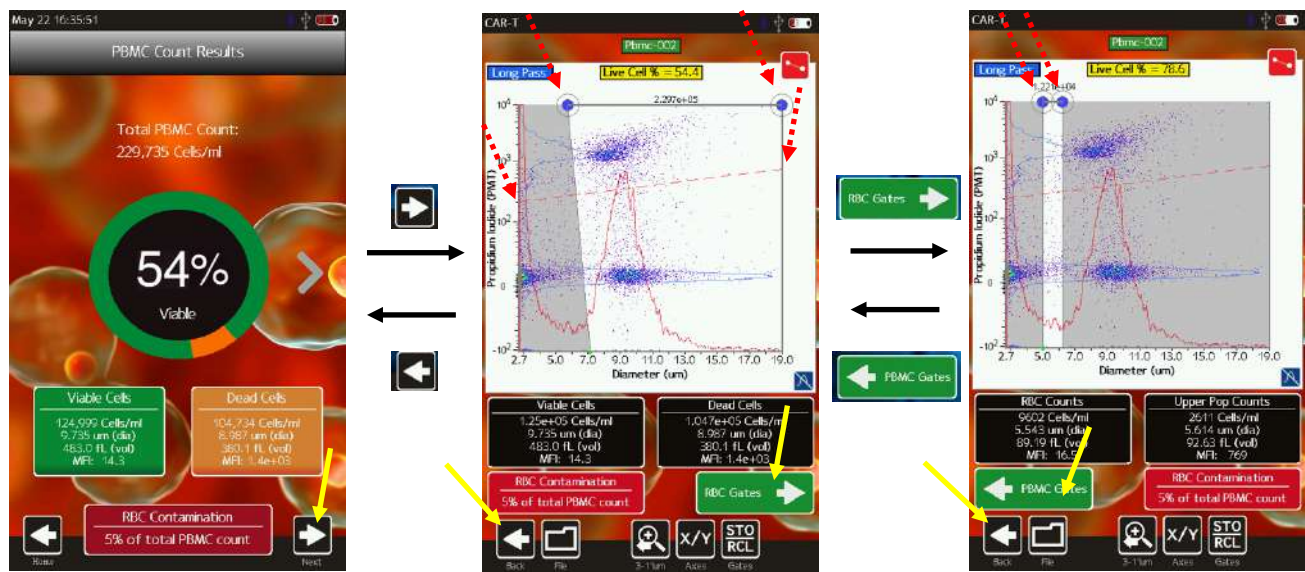 May 22 16:35:51
PBMC Count Results
Total PBMC Count:
229,735 Cells/ml
54%
Viable
Viable Cells
124,999 Cells/ml
9.735 um (dia)
483.0 fL (vol)
MFI: 14.3
Dead Cells
104,734 Cells/ml
8.987 um (dia)
380.1 fL (vol)
MFI: 1.4e+03
RBC Contamination
5% of total PBMC count
Home
Next
CAR-T
Pbmc-002
Long Pass
Live Cell % = 54.4
2.297e+05
Propidium Iodide (PMT)
10⁴
10³
10²
0
-10²
2.7 5.0 7.0 9.0 11.0 13.0 15.0 17.0 19.0
Diameter (um)
Viable Cells
1.25e+05 Cells/ml
9.735 um (dia)
483.0 fL (vol)
MFI: 14.3
Dead Cells
1.047e+05 Cells/ml
8.987 um (dia)
380.1 fL (vol)
MFI: 1.4e+03
RBC Contamination
5% of total PBMC count
RBC Gates
Back
File
3-11um
Axes
Gates
X/Y
STO
RCL
RBC Gates
PBMC Gates
CAR-T
Pbmc-002
Long Pass
Live Cell % = 78.6
1.221e+04
Propidium Iodide (PMT)
10³
10²
0
-10²
2.7 5.0 7.0 9.0 11.0 13.0 15.0 17.0 19.0
Diameter (um)
RBC Counts
9602 Cells/ml
5.543 um (dia)
89.19 fL (vol)
MFI: 16.5
Upper Pop Counts
2611 Cells/ml
5.614 um (dia)
92.63 fL (vol)
MFI: 769
PBMC Gates
RBC Contamination
5% of total PBMC count
X/Y
STO
RCL
Back
File
3-11um
Axes
Gates